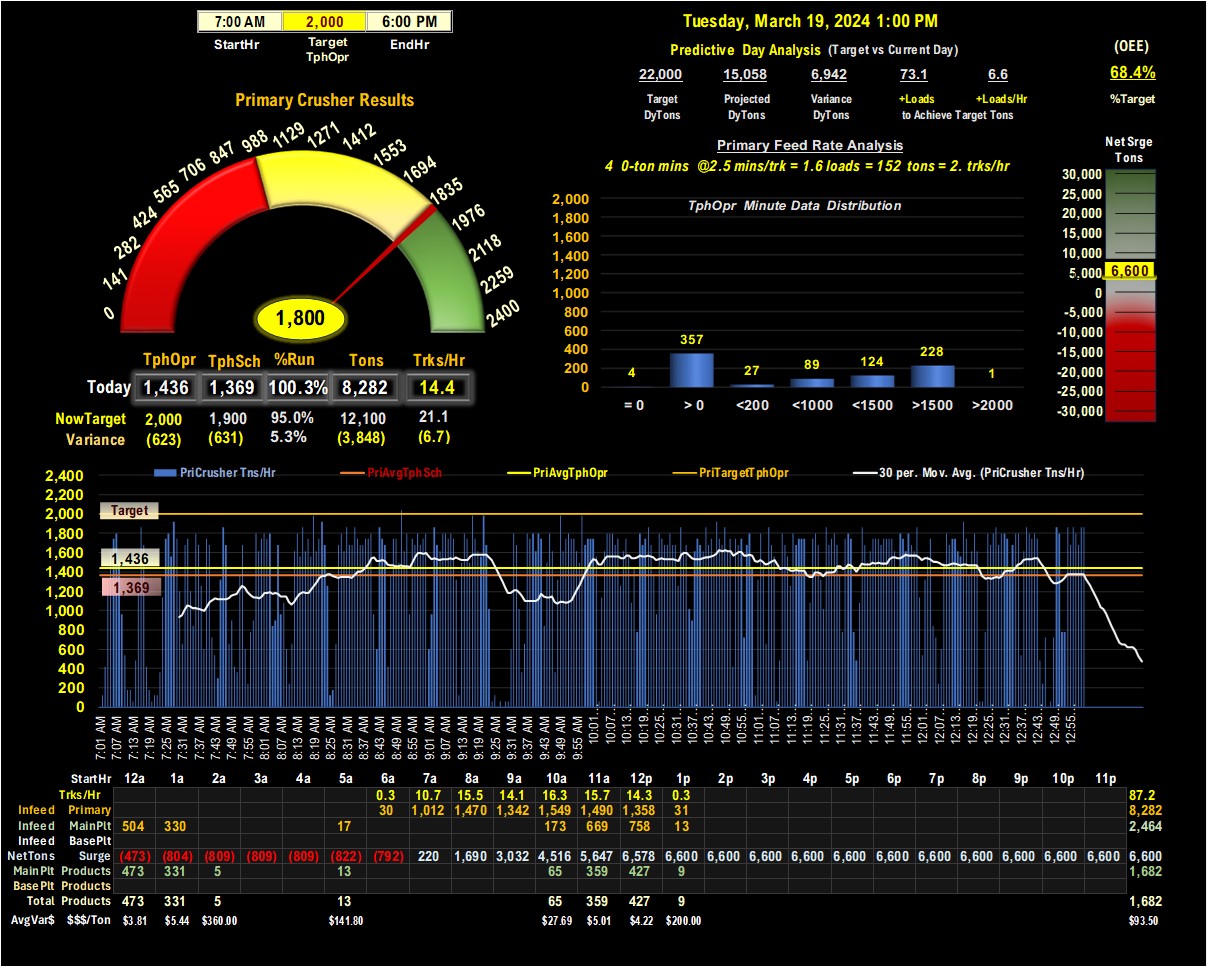 7:00 AM 2,000 6:00 PM
StartHr Target TphOpr EndHr
Tuesday, March 19, 2024 1:00 PM
Predictive Day Analysis (Target vs Current Day)
22,000 15,058 6,942 73.1 6.6
Target DyTons Projected DyTons Variance DyTons +Loads +Loads/Hr
to Achieve Target Tons
(OEE)
68.4%
%Target
Primary Crusher Results
0 141 282 424 565 706 847 988 1129 1271 1412 1553 1694 1835 1976 2118 2259 2400
1,800
TphOpr TphSch %Run Tons Trks/Hr
Today 1,436 1,369 100.3% 8,282 14.4
NowTarget 2,000 1,900 95.0% 12,100 21.1
Variance (623) (631) 5.3% (3,848) (6.7)
Primary Feed Rate Analysis
4 0-ton mins @2.5 mins/trk = 1.6 loads = 152 tons = 2. trks/hr
TphOpr Minute Data Distribution
2,000
1,800
1,600
1,400
1,200
1,000
800
600
400
200
0
4 357 27 89 124 228 1
= 0 > 0 <200 <1000 <1500 >1500 >2000
Net Srge
Tons
30,000
25,000
20,000
15,000
10,000
5,000
6,600
0
-5,000
-10,000
-15,000
-20,000
-25,000
-30,000
PriCrusher Tns/Hr PriAvgTphSch PriAvgTphOpr PriTargetTphOpr 30 per. Mov. Avg. (PriCrusher Tns/Hr)
2,400
2,200
2,000
1,800
1,600
1,400
1,200
1,000
800
600
400
200
0
Target
1,436
1,369
7:01 AM 7:07 AM 7:13 AM 7:19 AM 7:25 AM 7:31 AM 7:37 AM 7:43 AM 7:49 AM 7:55 AM 8:01 AM 8:07 AM 8:13 AM 8:19 AM 8:25 AM 8:31 AM 8:37 AM 8:43 AM 8:49 AM 8:55 AM 9:01 AM 9:07 AM 9:13 AM 9:19 AM 9:25 AM 9:31 AM 9:37 AM 9:43 AM 9:49 AM 9:55 AM 10:01… 10:07… 10:13… 10:19… 10:25… 10:31… 10:37… 10:43… 10:49… 10:55… 11:01… 11:07… 11:13… 11:19… 11:25… 11:31… 11:37… 11:43… 11:49… 11:55… 12:01… 12:07… 12:13… 12:19… 12:25… 12:31… 12:37… 12:43… 12:49… 12:55…
StartHr 12a 1a 2a 3a 4a 5a 6a 7a 8a 9a 10a 11a 12p 1p 2p 3p 4p 5p 6p 7p 8p 9p 10p 11p
Trks/Hr 0.3 10.7 15.5 14.1 16.3 15.7 14.3 0.3 87.2
Infeed Primary 30 1,012 1,470 1,342 1,549 1,490 1,358 31 8,282
Infeed MainPlt 504 330 17 173 669 758 13 2,464
Infeed BasePlt
NetTons Surge (473) (804) (809) (809) (809) (822) (792) 220 1,690 3,032 4,516 5,647 6,578 6,600 6,600 6,600 6,600 6,600 6,600 6,600 6,600 6,600 6,600 6,600 6,600
Main Plt Products 473 331 5 13 65 359 427 9 1,682
Base Plt Products
Total Products 473 331 5 13 65 359 427 9 1,682
AvgVar$ $$$/Ton $3.81 $5.44 $360.00 $141.80 $27.69 $5.01 $4.22 $200.00 $93.50